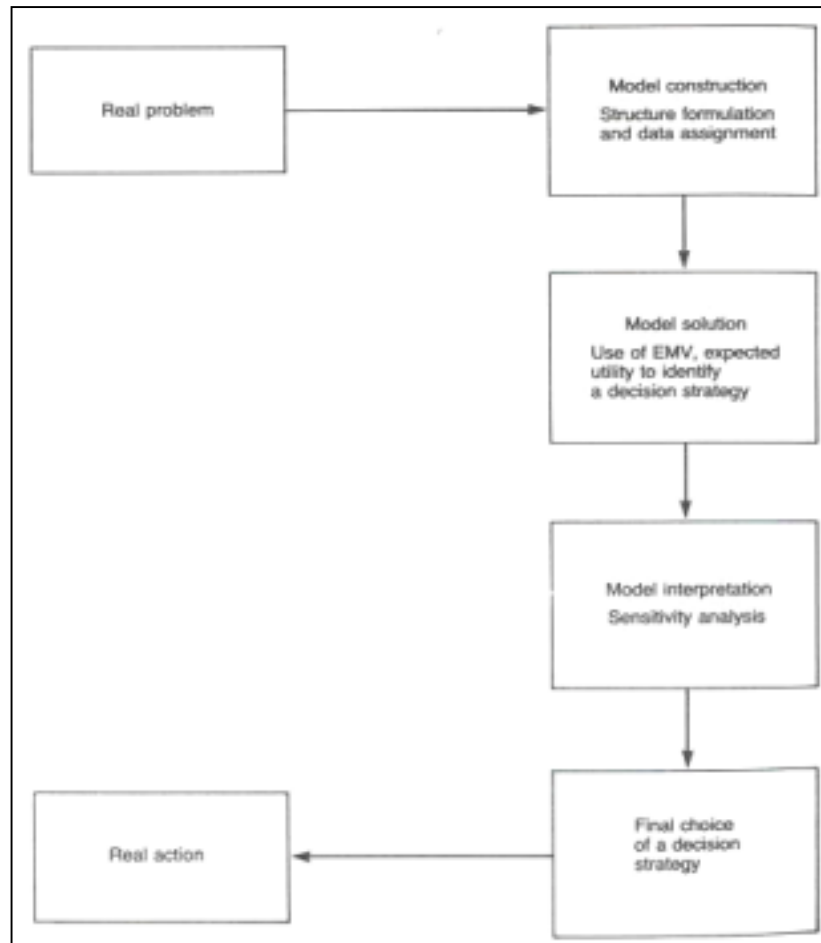 Real problem
Model construction
Structure formulation
and data assignment
Model solution
Use of EMV, expected
utility to identify
a decision strategy
Model interpretation
Sensitivity analysis
Final choice
of a decision
strategy
Real action